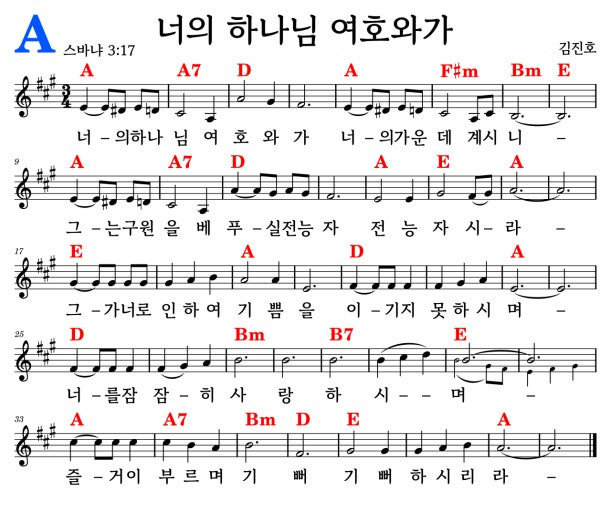 너의 하나님 여호와가
A 스바냐 3:17 김진호
A A7 D A F#m Bm E
3/4
너 – 의하나 님 여 호 와 가 너 – 의가운 데 계시 니 –
9
A A7 D A E A
그 – 는구원 을 베 푸 – 실전능 자 전 능 자 시 – 라 –
17
E A D A
그 – 가너로 인 하 여 기 쁨 을 이 – 기지 못 하 시 며 –
25
D Bm B7 E
너 – 를잠 잠 – 히 사 랑 하 시 – – 며 –
33
A A7 Bm D E A
즐 – 거이 부 르 며 기 뻐 기 뻐 하 시 리 라 –